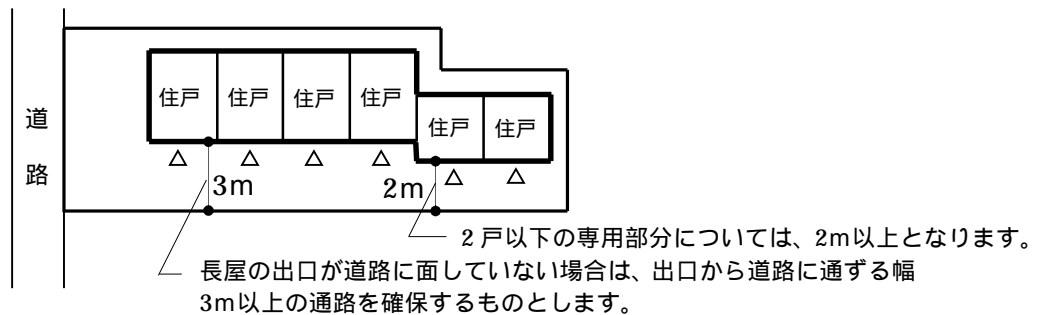 住戸 住戸 住戸 住戸
住戸 住戸
道
路
3m
2m
2戸以下の専用部分については、2m以上となります。
長屋の出口が道路に面していない場合は、出口から道路に通ずる幅
3m以上の通路を確保するものとします。